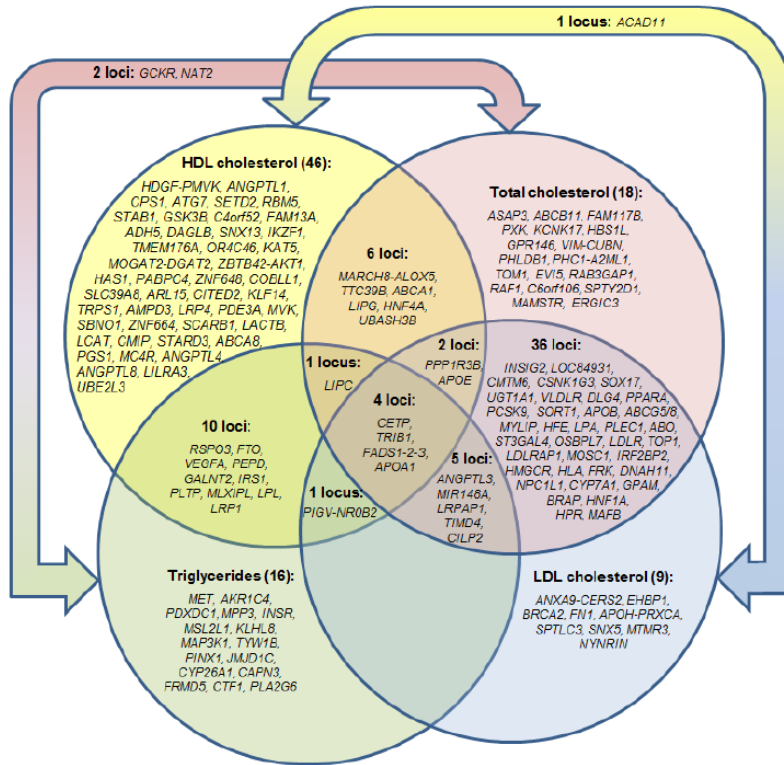 1 locus: ACAD11
2 loci: GCKR, NAT2
HDL cholesterol (46):
HDGF-PMVK, ANGPTL1,
CPS1, ATG7, SETD2, RBM5,
STAB1, GSK3B, C4orf52, FAM13A,
ADH5, DAGLB, SNX13, IKZF1,
TMEM176A, OR4C46, KAT5,
MOGAT2-DGAT2, ZBTB42-AKT1,
HAS1, PABPC4, ZNF648, COBLL1,
SLC39A8, ARL15, CITED2, KLF14,
TRPS1, AMPD3, LRP4, PDE3A, MVK,
SBNO1, ZNF664, SCARB1, LACTB,
LCAT, CMIP, STARD3, ABCA8,
PGS1, MC4R, ANGPTL4,
ANGPTL8, LILRA3,
UBE2L3
Total cholesterol (18):
ASAP3, ABCB11, FAM117B,
PXK, KCNK17, HBS1L,
GPR146, VIM-CUBN,
PHLDB1, PHC1-A2ML1,
TOM1, EVI5, RAB3GAP1,
RAF1, C6orf106, SPTY2D1,
MAMSTR, ERGIC3
6 loci:
MARCH8-ALOX5,
TTC39B, ABCA1,
LIPG, HNF4A,
UBASH3B
2 loci:
PPP1R3B,
APOE
36 loci:
INSIG2, LOC84931,
CMTM6, CSNK1G3, SOX17,
UGT1A1, VLDLR, DLG4, PPARA,
PCSK9, SORT1, APOB, ABCG5/8,
MYLIP, HFE, LPA, PLEC1, ABO,
ST3GAL4, OSBPL7, LDLR, TOP1,
LDLRAP1, MOSC1, IRF2BP2,
HMGCR, HLA, FRK, DNAH11,
NPC1L1, CYP7A1, GPAM,
BRAP, HNF1A,
HPR, MAFB
1 locus:
LIPC
4 loci:
CETP,
TRIB1,
FADS1-2-3,
APOA1
10 loci:
RSPO3, FTO,
VEGFA, PEPD,
GALNT2, IRS1,
PLTP, MLXIPL, LPL,
LRP1
5 loci:
ANGPTL3,
MIR148A,
LRPAP1,
TIMD4,
CILP2
1 locus:
PIGV-NR0B2
Triglycerides (16):
MET, AKR1C4,
PDXDC1, MPP3, INSR,
MSL2L1, KLHL8,
MAP3K1, TYW1B,
PINX1, JMJD1C,
CYP26A1, CAPN3,
FRMD5, CTF1, PLA2G6
LDL cholesterol (9):
ANXA9-CERS2, EHBP1,
BRCA2, FN1, APOH-PRXCA,
SPTLC3, SNX5, MTMR3,
NYNRIN